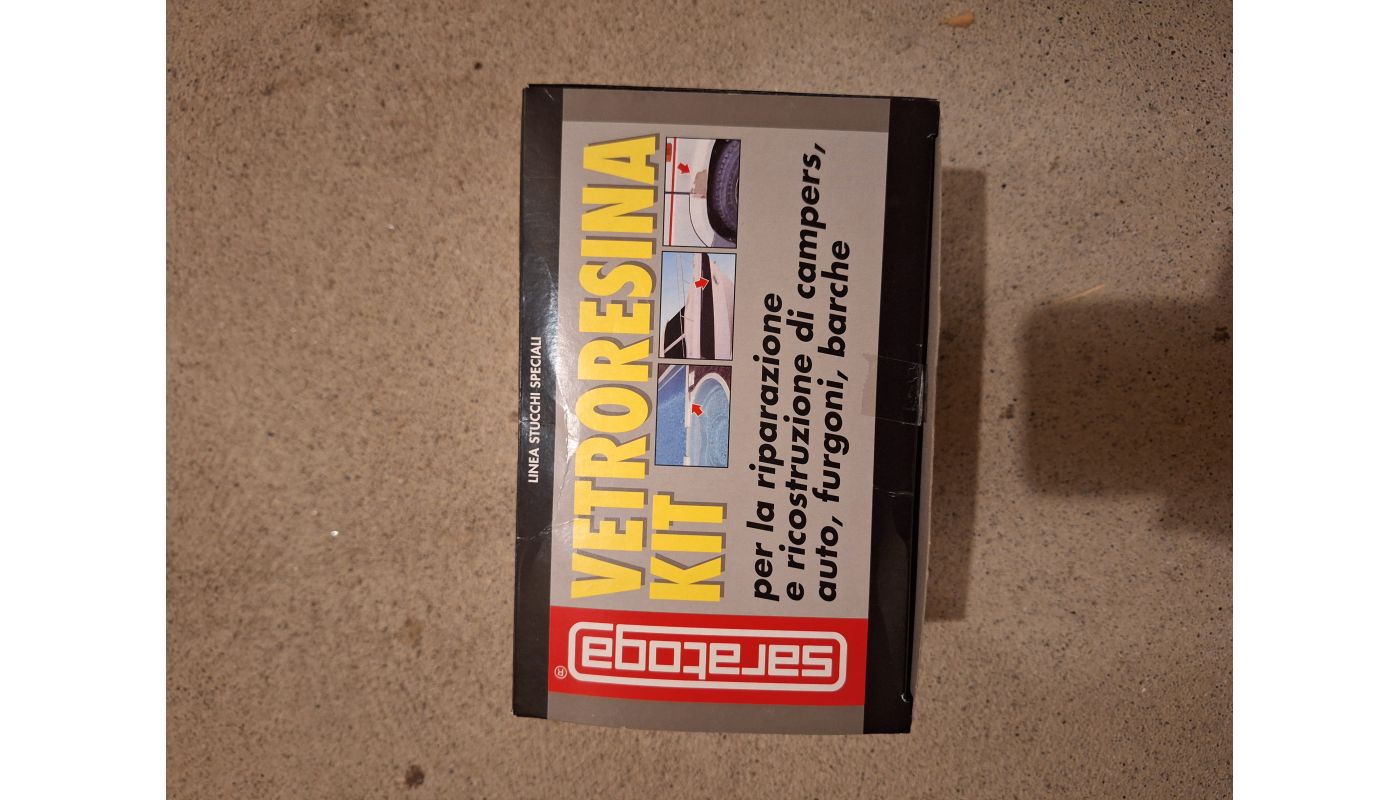 LINEA STUCCHI SPECIALI
VETRORESINA
KIT
per la riparazione
e ricostruzione di campers,
auto, furgoni, barche
saratoga
®